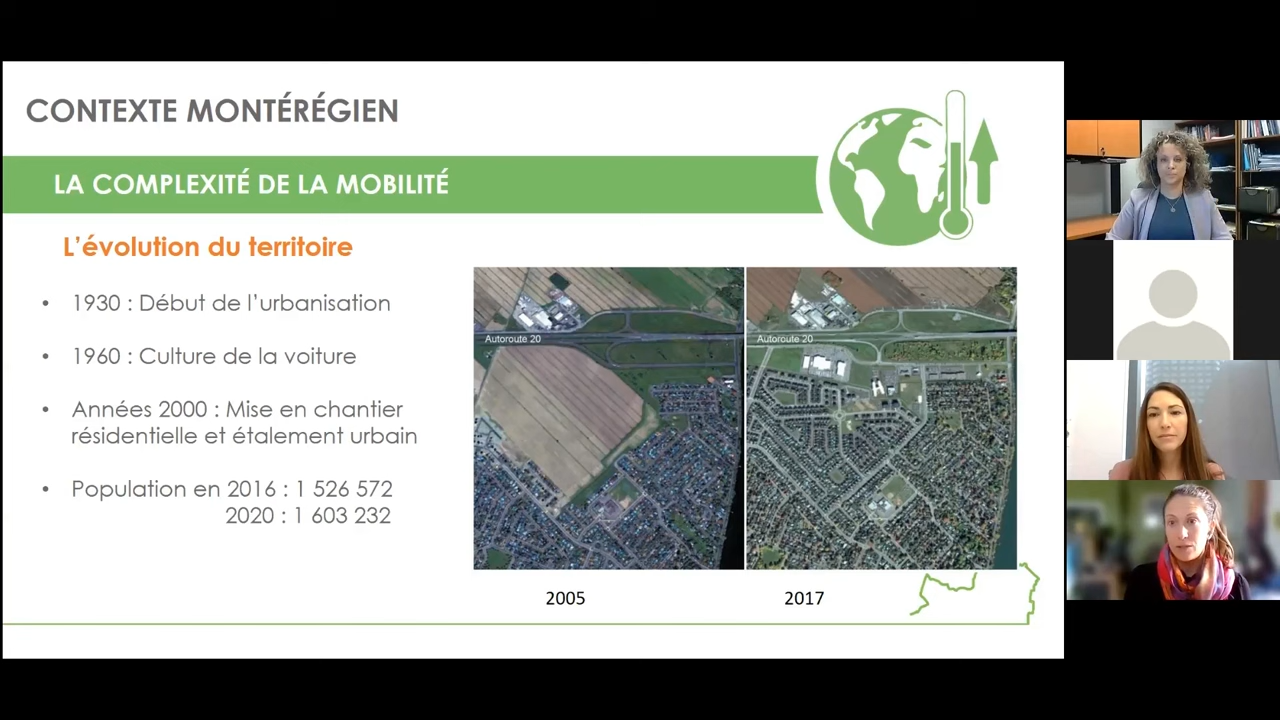 CONTEXTE MONTÉRÉGIEN
LA COMPLEXITÉ DE LA MOBILITÉ
L'évolution du territoire
• 1930 : Début de l'urbanisation
• 1960 : Culture de la voiture
• Années 2000 : Mise en chantier
résidentielle et étalement urbain
• Population en 2016 : 1 526 572
2020 : 1 603 232
Autoroute 20
Autoroute 20
2005
2017